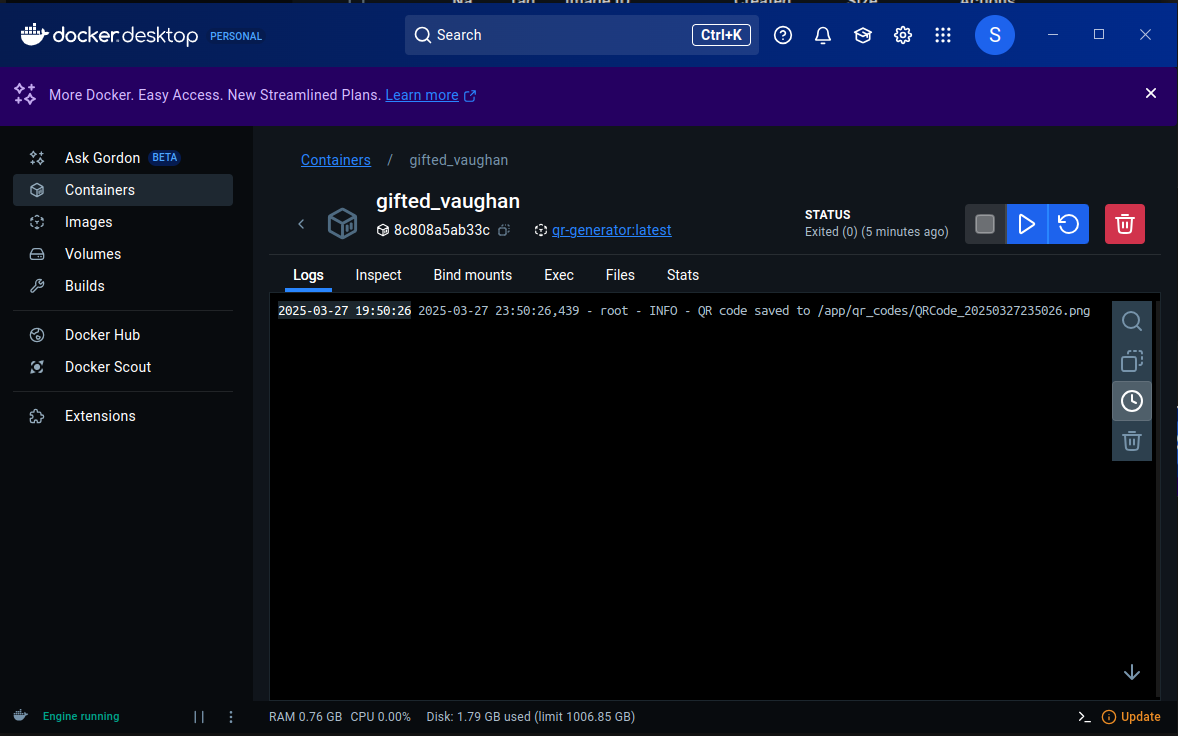 docker.desktop PERSONAL
Search
Ctrl+K
S
More Docker. Easy Access. New Streamlined Plans. Learn more
Ask Gordon BETA
Containers
Images
Volumes
Builds
Docker Hub
Docker Scout
Extensions
Containers / gifted_vaughan
gifted_vaughan
8c808a5ab33c
qr-generator:latest
STATUS
Exited (0) (5 minutes ago)
Logs
Inspect
Bind mounts
Exec
Files
Stats
2025-03-27 19:50:26 2025-03-27 23:50:26,439 - root - INFO - QR code saved to /app/qr_codes/QRCode_20250327235026.png
Engine running
RAM 0.76 GB CPU 0.00% Disk: 1.79 GB used (limit 1006.85 GB)
Update